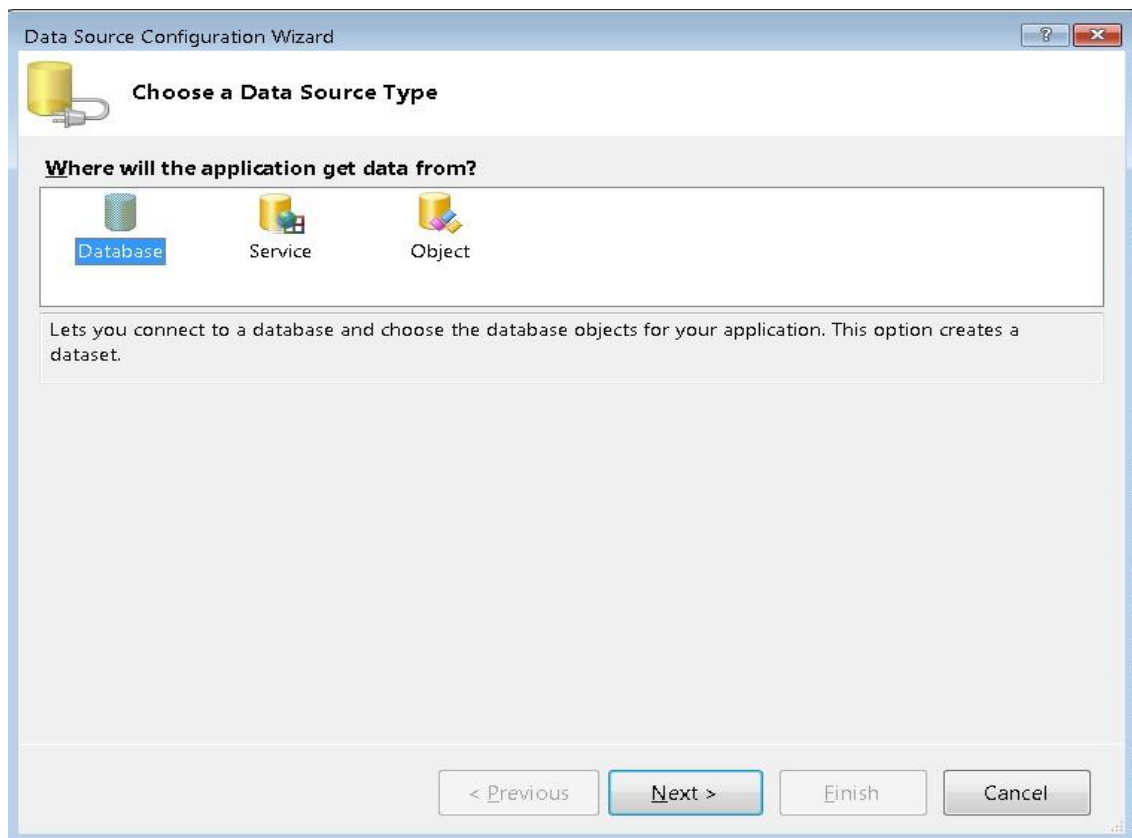 Data Source Configuration Wizard
?
Choose a Data Source Type
Where will the application get data from?
Database Service Object
Lets you connect to a database and choose the database objects for your application. This option creates a
dataset.
< Previous Next > Finish Cancel